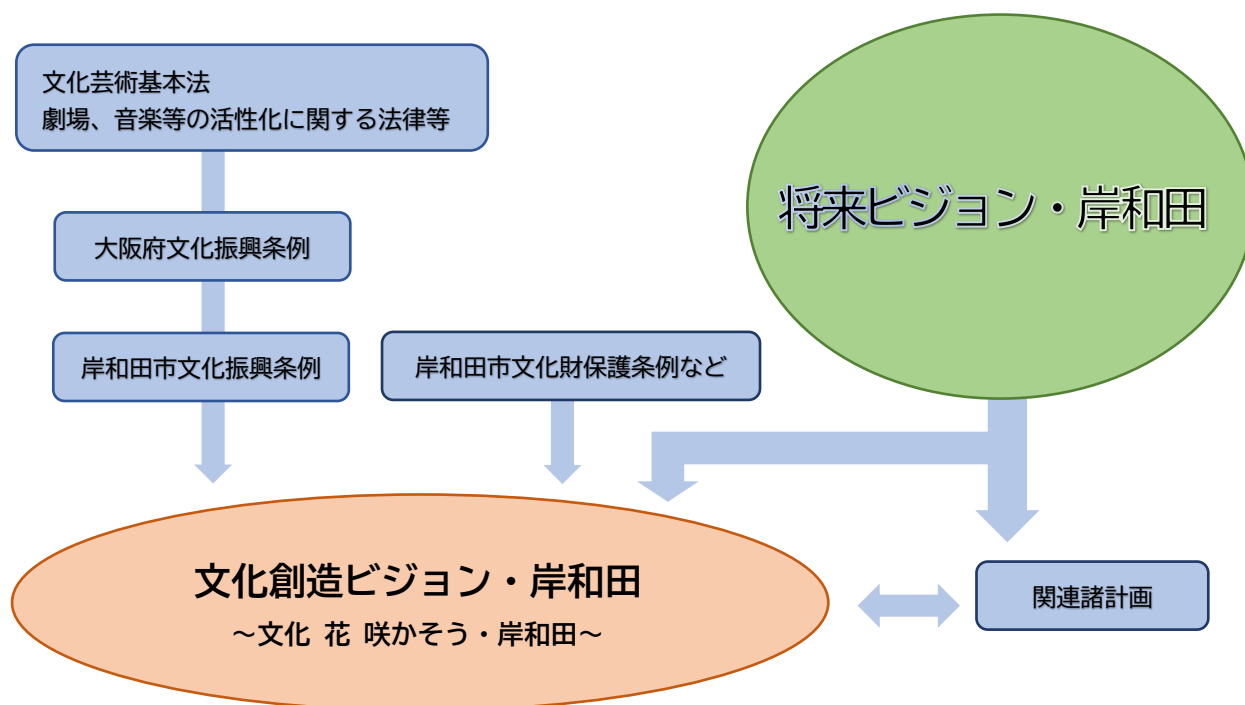 文化芸術基本法
劇場、音楽等の活性化に関する法律等
将来ビジョン・岸和田
大阪府文化振興条例
岸和田市文化振興条例
岸和田市文化財保護条例など
文化創造ビジョン・岸和田
～文化 花 咲かそう・岸和田～
関連諸計画